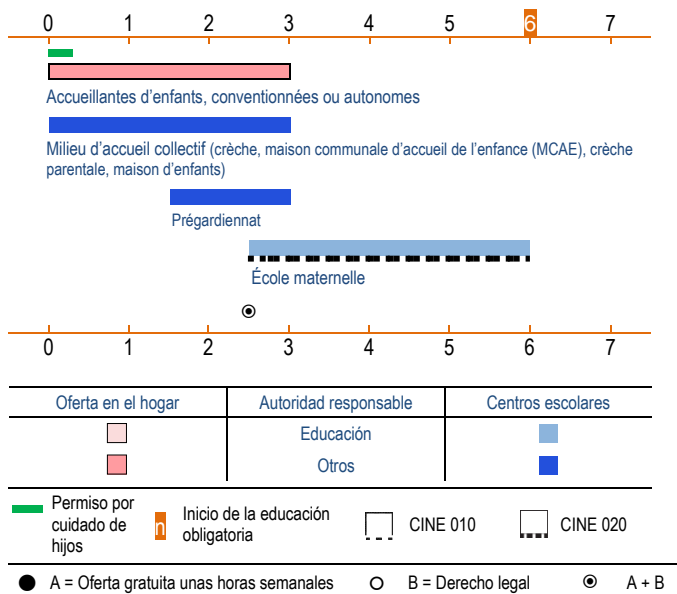 0 1 2 3 4 5 6 7
Accueillantes d'enfants, conventionnées ou autonomes
Milieu d'accueil collectif (crèche, maison communale d'accueil de l'enfance (MCAE), crèche
parentale, maison d'enfants)
Prégardiennat
École maternelle
0 1 2 3 4 5 6 7
Oferta en el hogar Autoridad responsable Centros escolares
Educación
Otros
Permiso por
cuidado de
hijos
n Inicio de la educación
obligatoria
CINE 010 CINE 020
A = Oferta gratuita unas horas semanales B = Derecho legal A + B